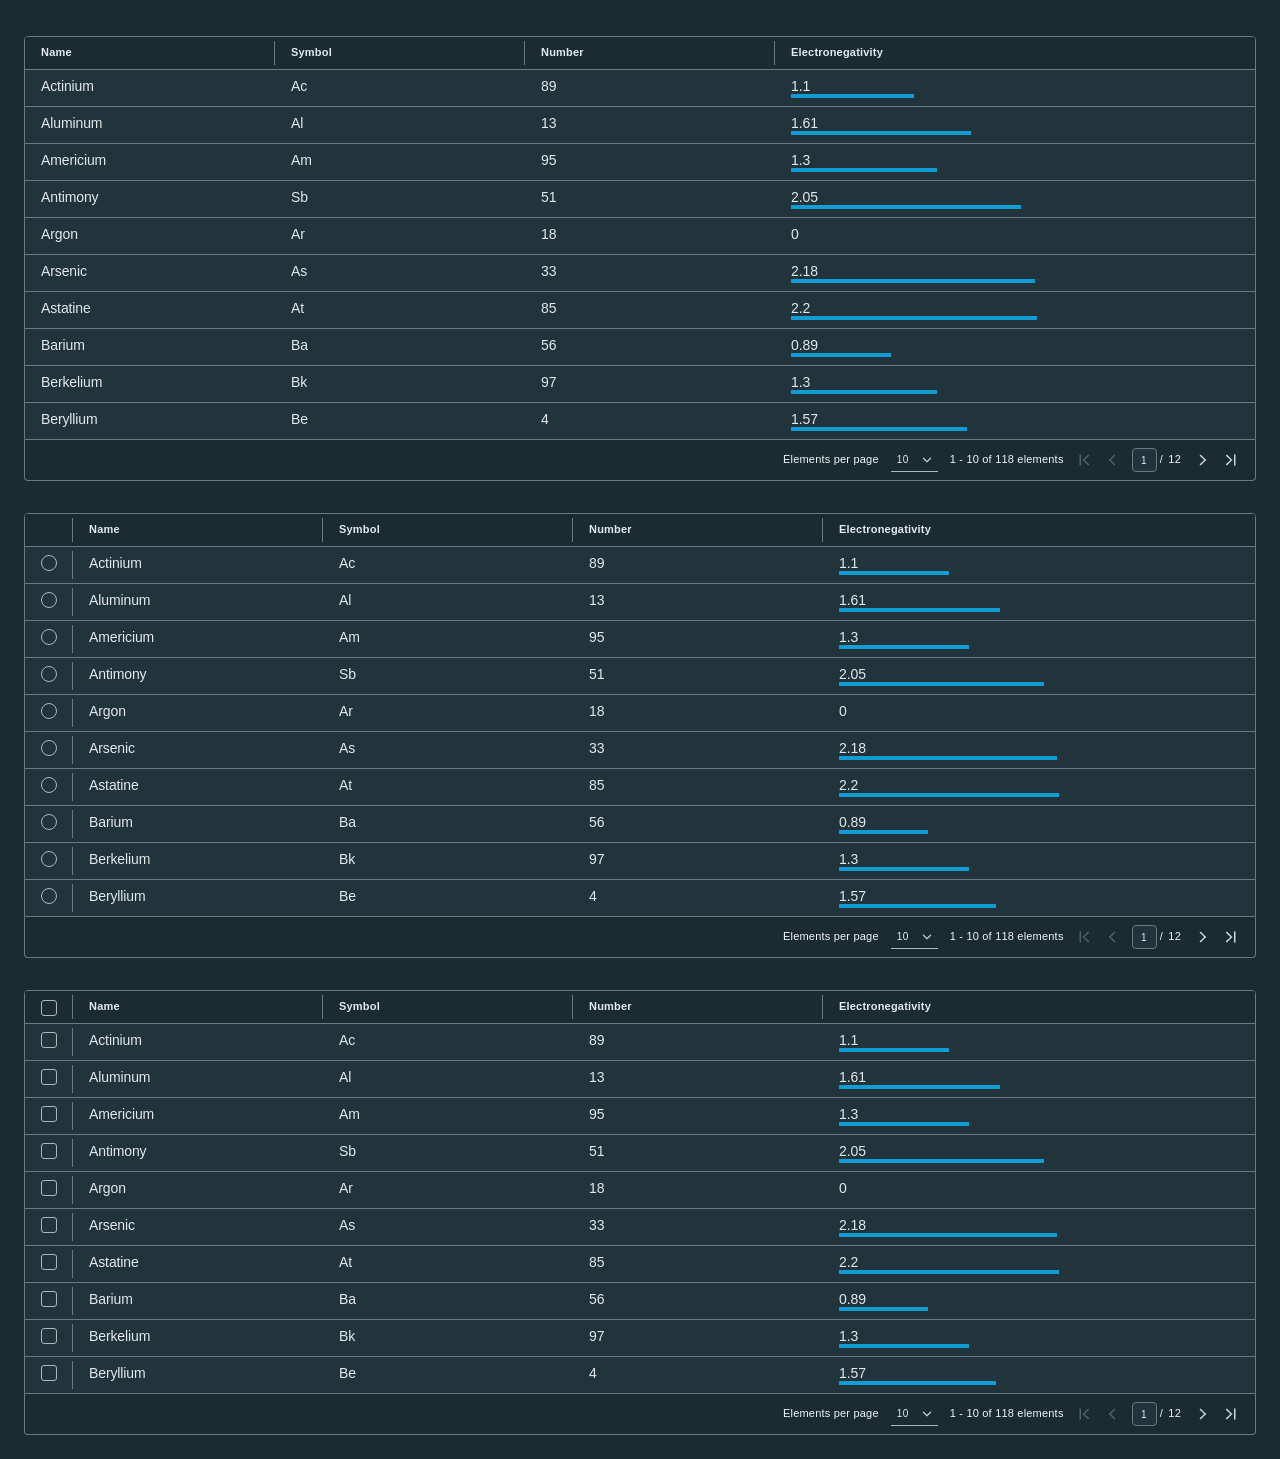 Name Symbol Number Electronegativity
Actinium Ac 89 1.1
Aluminum Al 13 1.61
Americium Am 95 1.3
Antimony Sb 51 2.05
Argon Ar 18 0
Arsenic As 33 2.18
Astatine At 85 2.2
Barium Ba 56 0.89
Berkelium Bk 97 1.3
Beryllium Be 4 1.57
Elements per page 10 1 - 10 of 118 elements 1 / 12
Name Symbol Number Electronegativity
Actinium Ac 89 1.1
Aluminum Al 13 1.61
Americium Am 95 1.3
Antimony Sb 51 2.05
Argon Ar 18 0
Arsenic As 33 2.18
Astatine At 85 2.2
Barium Ba 56 0.89
Berkelium Bk 97 1.3
Beryllium Be 4 1.57
Elements per page 10 1 - 10 of 118 elements 1 / 12
Name Symbol Number Electronegativity
Actinium Ac 89 1.1
Aluminum Al 13 1.61
Americium Am 95 1.3
Antimony Sb 51 2.05
Argon Ar 18 0
Arsenic As 33 2.18
Astatine At 85 2.2
Barium Ba 56 0.89
Berkelium Bk 97 1.3
Beryllium Be 4 1.57
Elements per page 10 1 - 10 of 118 elements 1 / 12